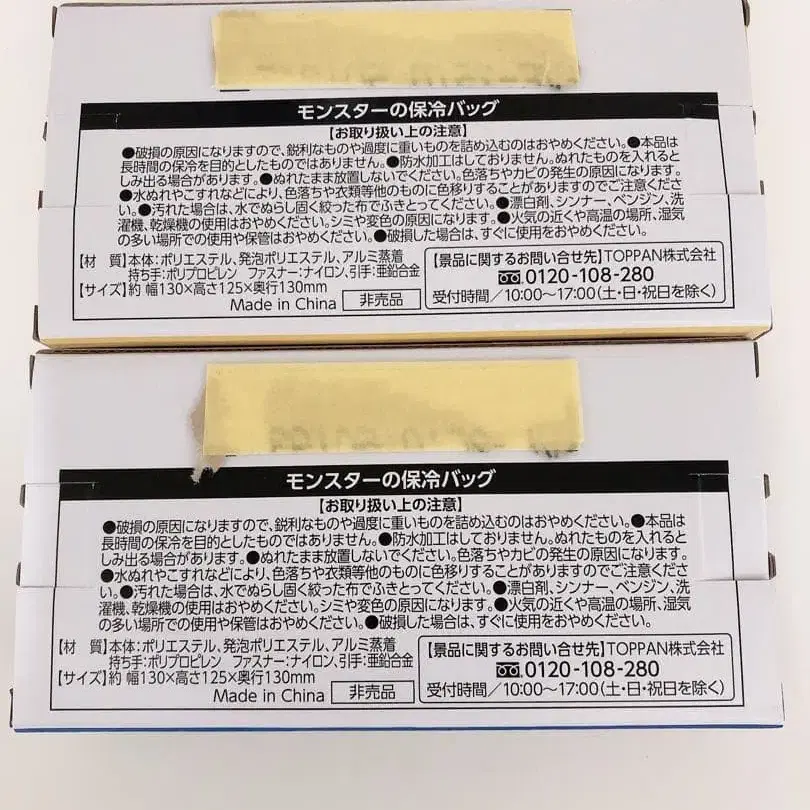 モンスターの保冷バッグ
【お取り扱い上の注意】
●破損の原因になりますので、鋭利なものや過度に重いものを詰め込むのはおやめください。●本品は
長時間の保冷を目的としたものではありません。●防水加工はしておりません。ぬれたものを入れると
しみ出る場合があります。●ぬれたまま放置しないでください。色落ちやカビの発生の原因になります。
●水ぬれやこすれなどにより、色落ちや衣類等他のものに色移りすることがありますのでご注意くださ
い。●汚れた場合は、水でぬらし固く絞った布でふきとってください。●漂白剤、シンナー、ベンジン、洗
濯機、乾燥機の使用はおやめください。シミや変色の原因になります。●火気の近くや高温の場所、湿気
の多い場所での使用や保管はおやめください。●破損した場合は、すぐに使用をおやめください。
【材　質】本体:ポリエステル、発泡ポリエステル、アルミ蒸着
持ち手:ポリプロピレン　ファスナー:ナイロン、引手:亜鉛合金
【サイズ】約 幅130×高さ125×奥行130mm
Made in China 非売品
【景品に関するお問い合せ先】TOPPAN株式会社
0120-108-280
受付時間／10:00〜17:00(土・日・祝日を除く)
モンスターの保冷バッグ
【お取り扱い上の注意】
●破損の原因になりますので、鋭利なものや過度に重いものを詰め込むのはおやめください。●本品は
長時間の保冷を目的としたものではありません。●防水加工はしておりません。ぬれたものを入れると
しみ出る場合があります。●ぬれたまま放置しないでください。色落ちやカビの発生の原因になります。
●水ぬれやこすれなどにより、色落ちや衣類等他のものに色移りすることがありますのでご注意くださ
い。●汚れた場合は、水でぬらし固く絞った布でふきとってください。●漂白剤、シンナー、ベンジン、洗
濯機、乾燥機の使用はおやめください。シミや変色の原因になります。●火気の近くや高温の場所、湿気
の多い場所での使用や保管はおやめください。●破損した場合は、すぐに使用をおやめください。
【材　質】本体:ポリエステル、発泡ポリエステル、アルミ蒸着
持ち手:ポリプロピレン　ファスナー:ナイロン、引手:亜鉛合金
【サイズ】約 幅130×高さ125×奥行130mm
Made in China 非売品
【景品に関するお問い合せ先】TOPPAN株式会社
0120-108-280
受付時間／10:00〜17:00(土・日・祝日を除く)